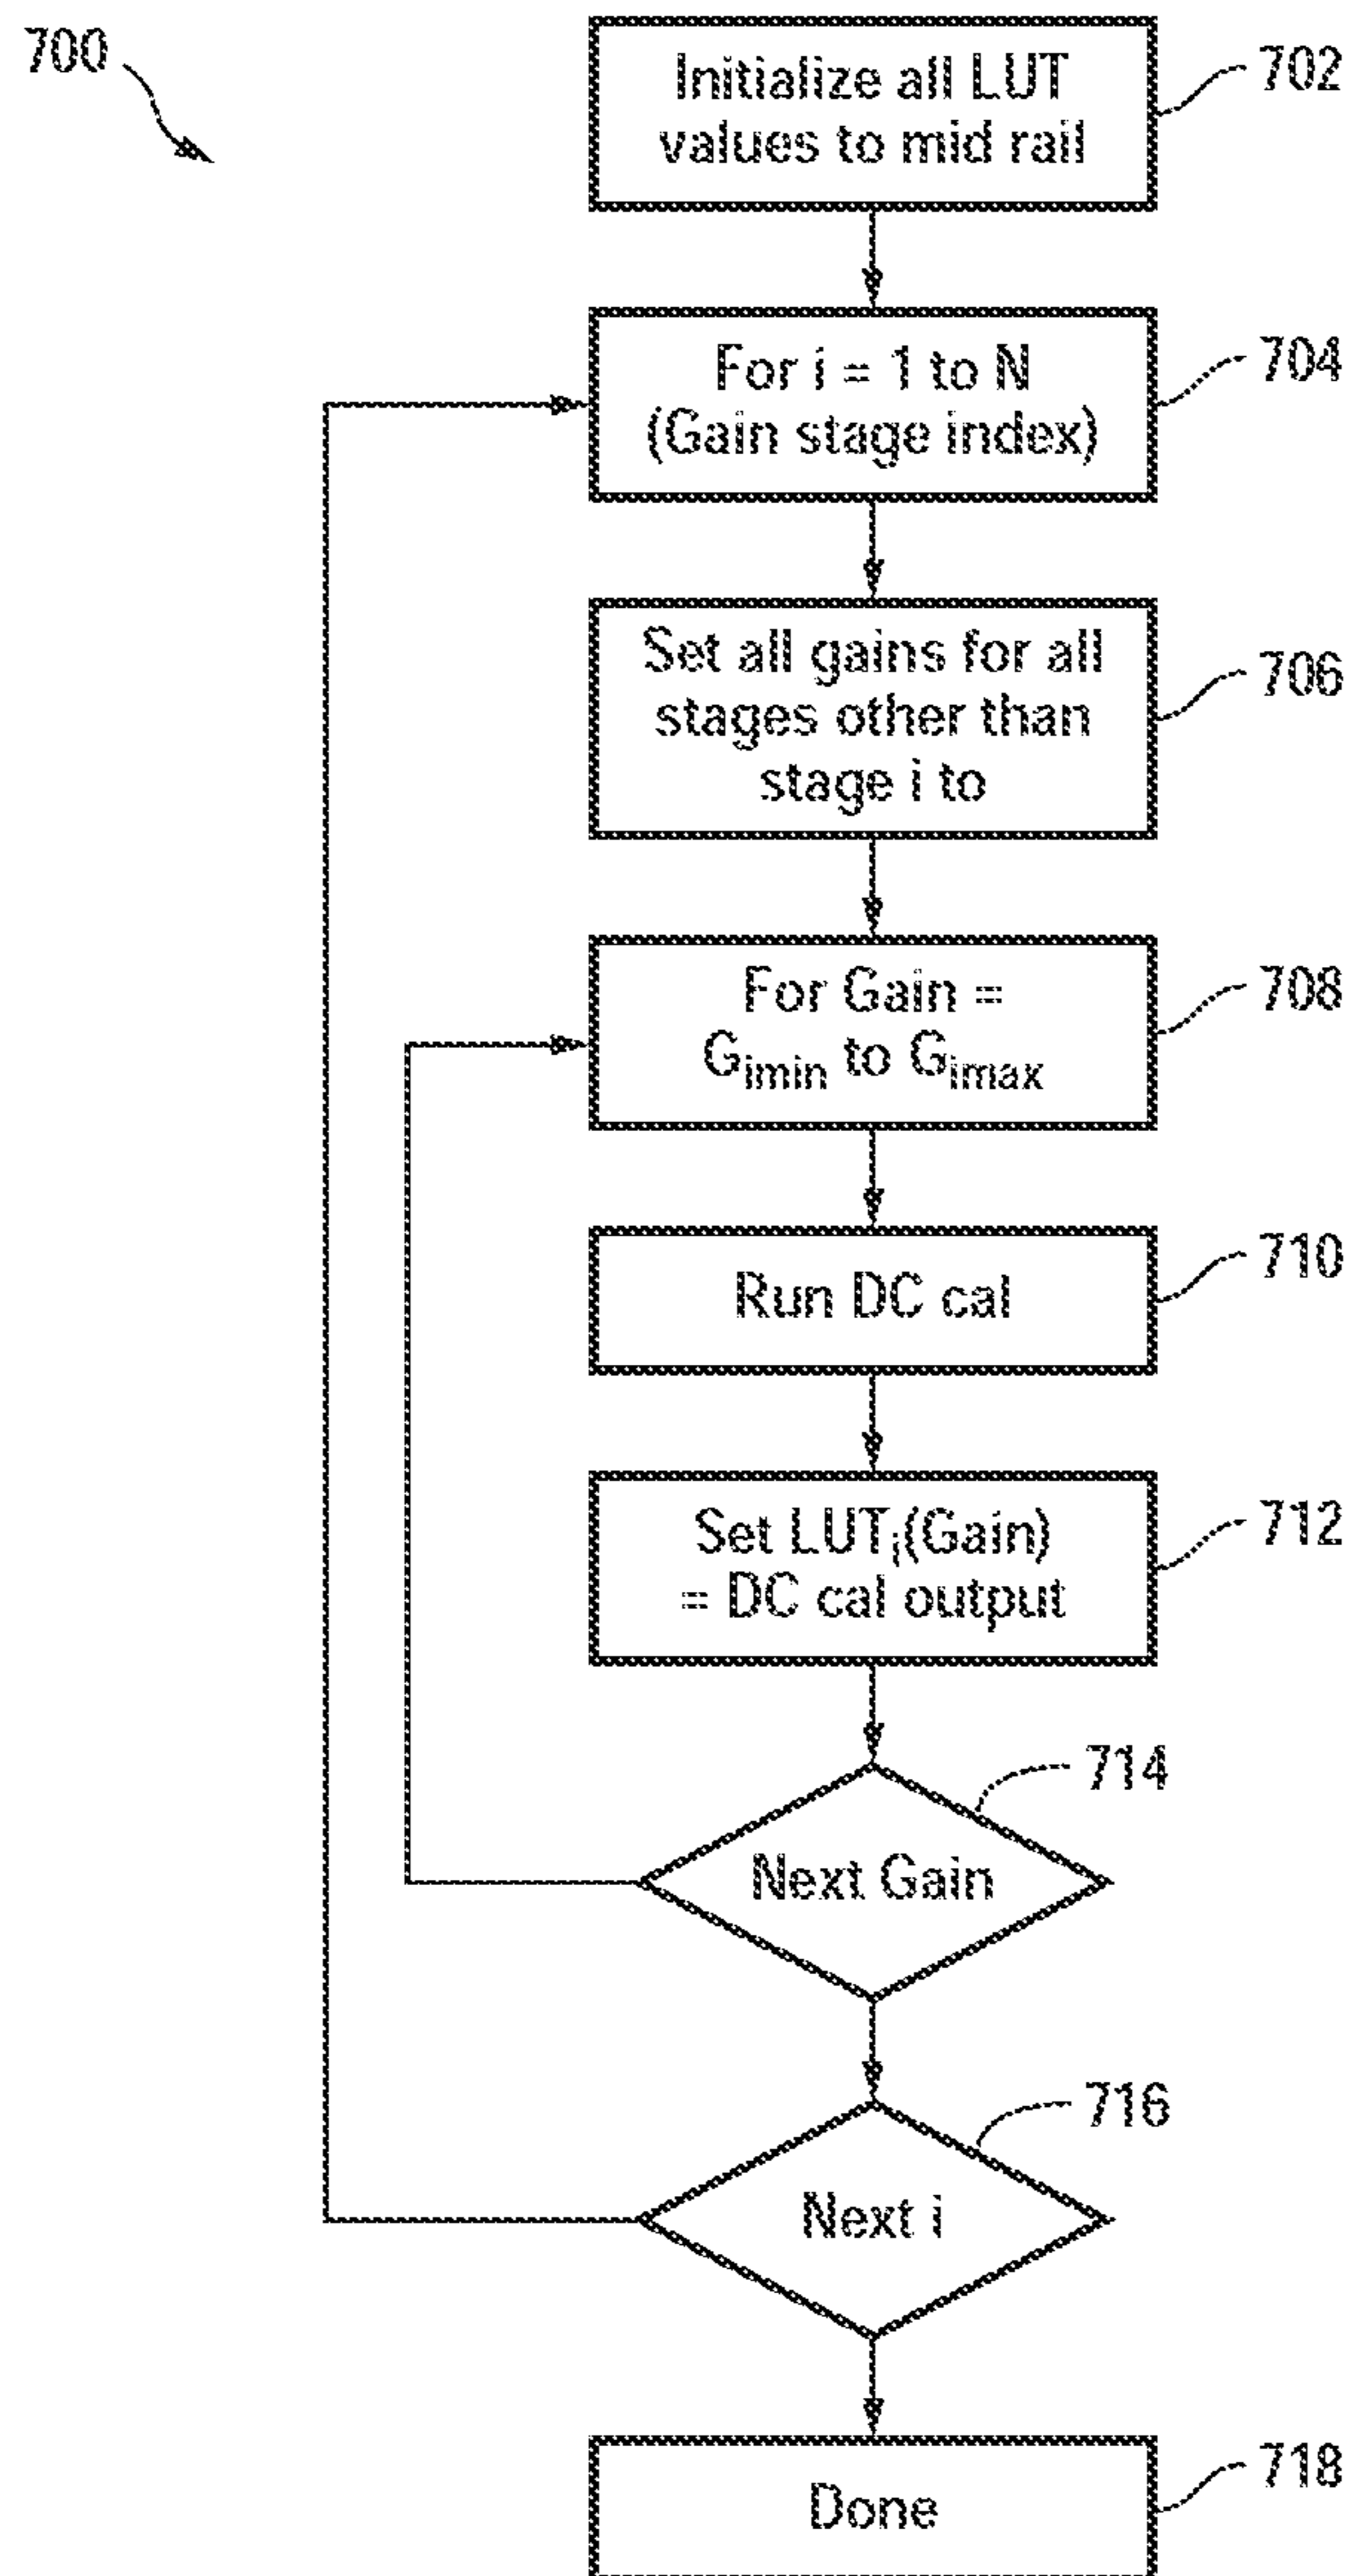 700
Initialize all LUT
values to mid rail
702
For i = 1 to N
(Gain stage index)
704
Set all gains for all
stages other than
stage i to
706
For Gain =
Gimin to Gimax
708
Run DC cal
710
Set LUTi(Gain)
= DC cal output
712
714
Next Gain
716
Next i
718
Done